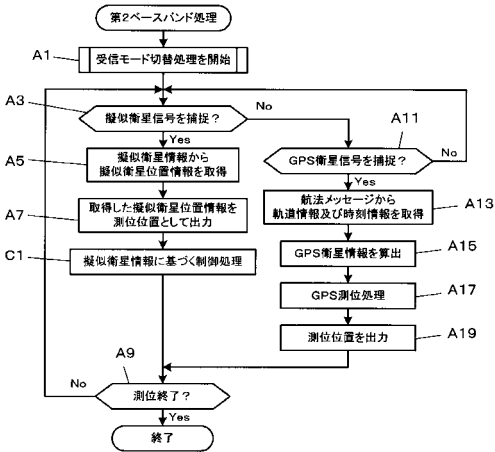 第2ベースバンド処理
A1
受信モード切替処理を開始
A3
擬似衛星信号を捕捉？
No
Yes
A11
GPS衛星信号を捕捉？
No
Yes
A5
擬似衛星情報から
擬似衛星位置情報を取得
A13
航法メッセージから
軌道情報及び時刻情報を取得
A7
取得した擬似衛星位置情報を
測位位置として出力
A15
GPS衛星情報を算出
C1
擬似衛星情報に基づく制御処理
A17
GPS測位処理
A19
測位位置を出力
A9
No
測位終了？
Yes
終了